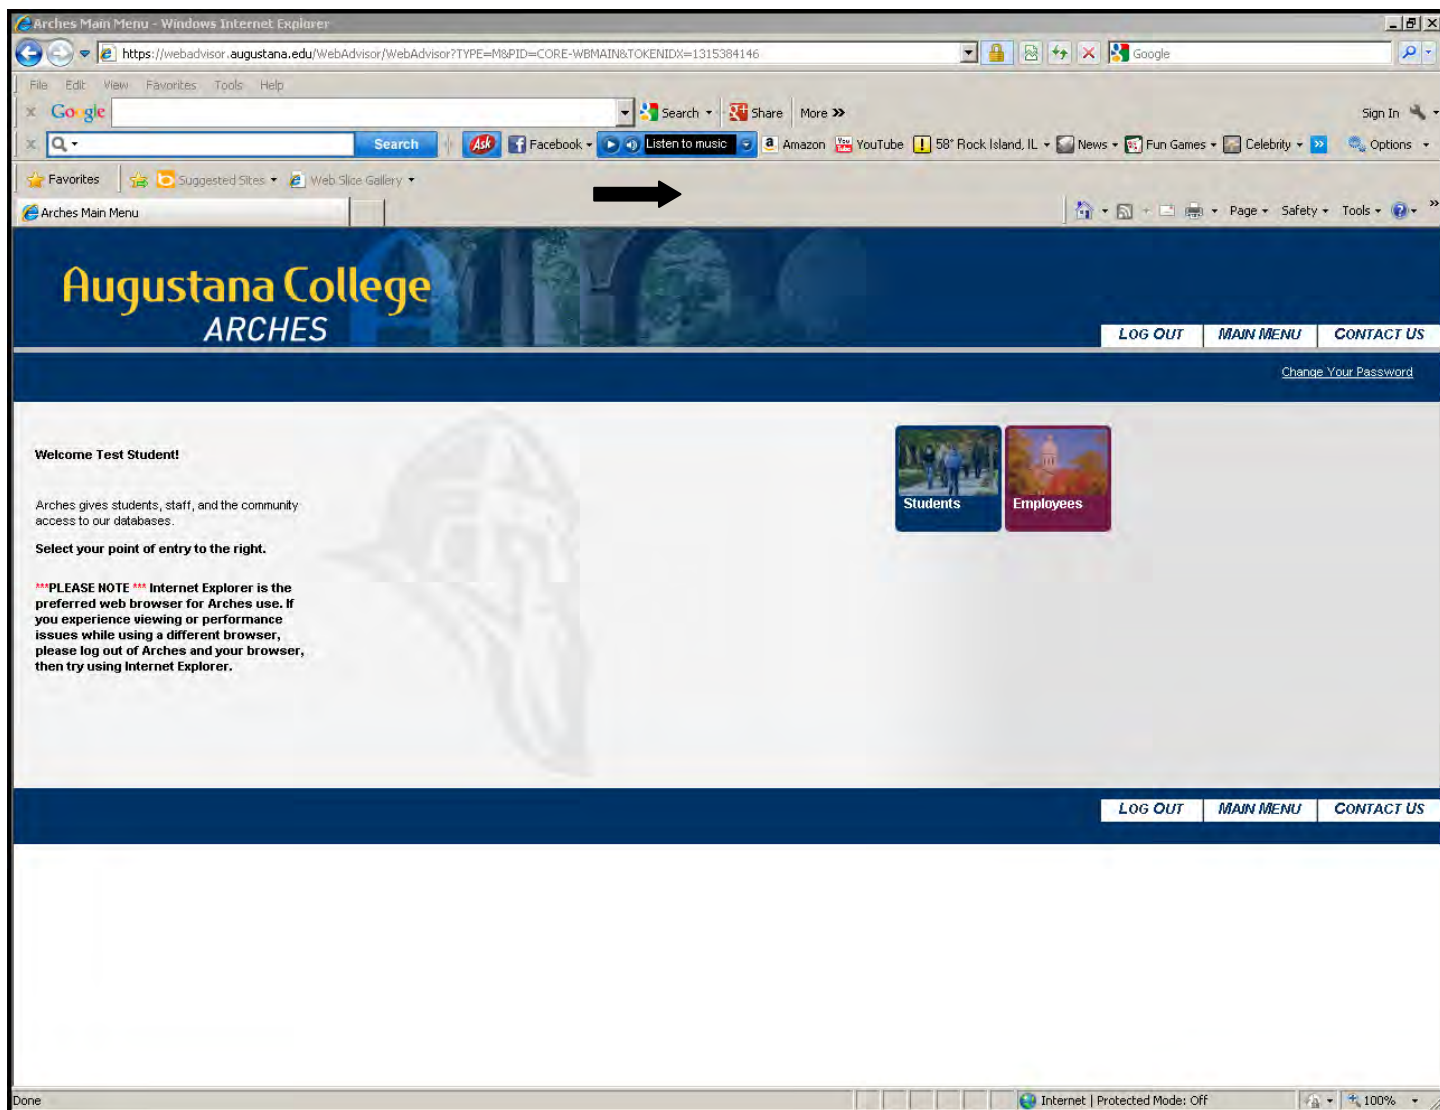 Arches Main Menu - Windows Internet Explorer
https://webadvisor.augustana.edu/WebAdvisor/WebAdvisor?TYPE=M&PID=CORE-WBMAIN&TOKENIDX=1315384146
Google
File Edit View Favorites Tools Help
x Google Search Share More >> Sign In
x Search Ask Facebook Listen to music a Amazon You Tube YouTube 58° Rock Island, IL News Fun Games Celebrity >> Options
Favorites Suggested Sites Web Slice Gallery
Arches Main Menu Page Safety Tools >>
Augustana College
ARCHES
LOG OUT MAIN MENU CONTACT US
Change Your Password
Welcome Test Student!
Arches gives students, staff, and the community
access to our databases.
Select your point of entry to the right.
***PLEASE NOTE *** Internet Explorer is the
preferred web browser for Arches use. If
you experience viewing or performance
issues while using a different browser,
please log out of Arches and your browser,
then try using Internet Explorer.
Students Employees
LOG OUT MAIN MENU CONTACT US
Done Internet | Protected Mode: Off 100%